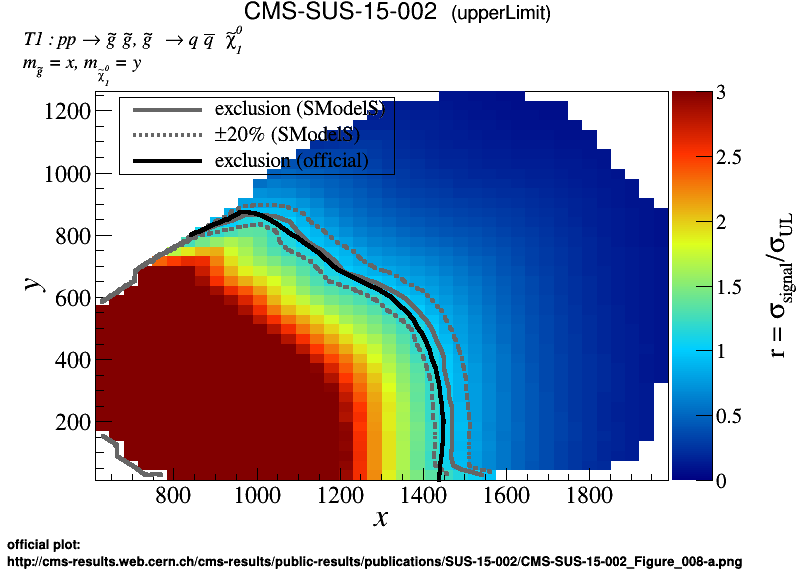 CMS-SUS-15-002 (upperLimit)
T1 : pp → g̃ g̃, g̃ → q q̅ χ̃₁⁰
m_g̃ = x, m_χ̃₁⁰ = y
exclusion (SModelS)
±20% (SModelS)
exclusion (official)
1200
1000
800
600
400
200
y
800
1000
1200
1400
1600
1800
x
3
2.5
2
1.5
1
0.5
0
r = σ_signal/σ_UL
official plot:
http://cms-results.web.cern.ch/cms-results/public-results/publications/SUS-15-002/CMS-SUS-15-002_Figure_008-a.png